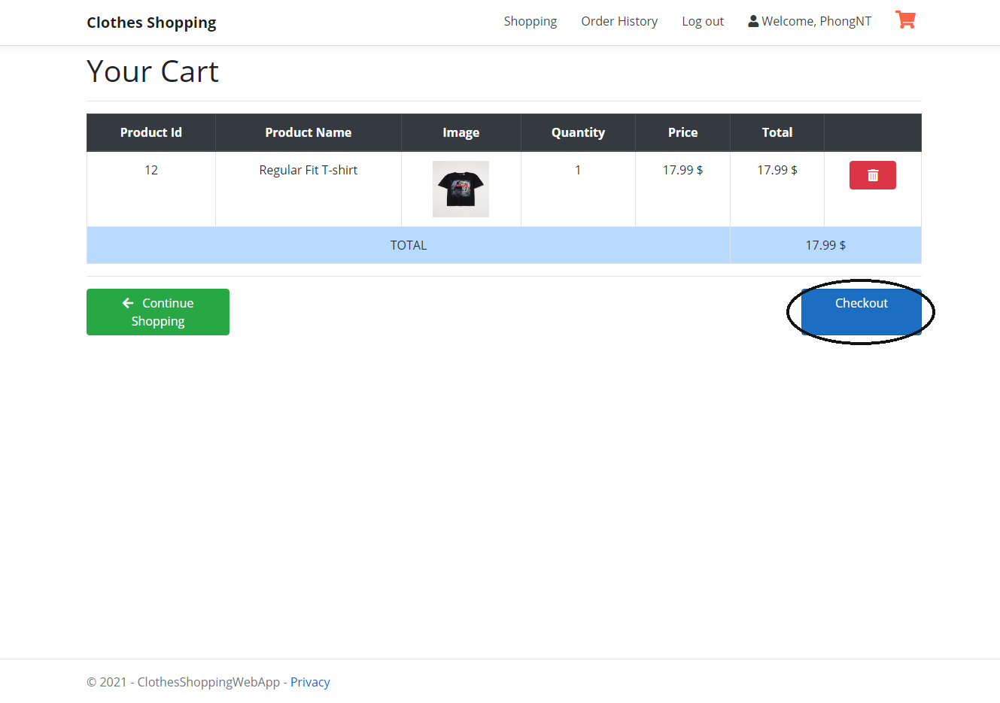 Clothes Shopping Shopping Order History Log out Welcome, PhongNT
Your Cart
Product Id Product Name Image Quantity Price Total
12 Regular Fit T-shirt 1 17.99 $ 17.99 $
TOTAL 17.99 $
Continue
Shopping
Checkout
© 2021 - ClothesShoppingWebApp - Privacy